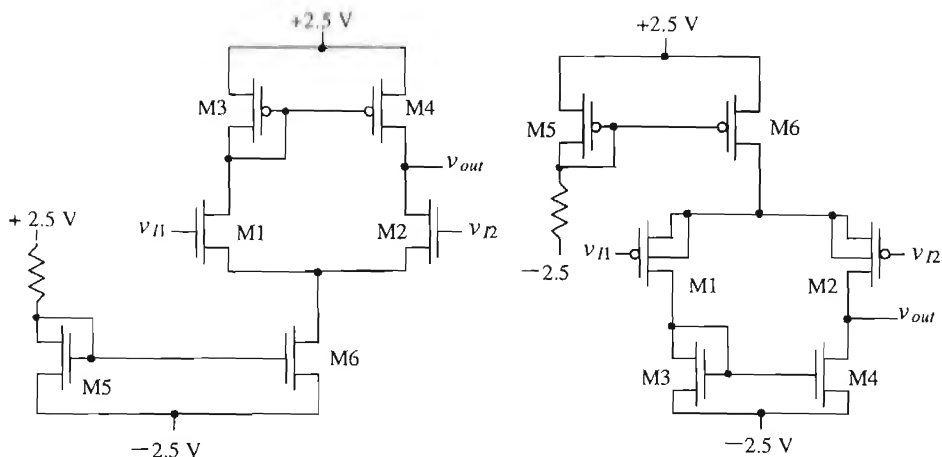 +2.5 V
M3
M4
v_out
v_I1
M1
M2
v_I2
+ 2.5 V
M5
M6
−2.5 V
+2.5 V
M5
M6
−2.5
v_I1
M1
M2
v_I2
v_out
M3
M4
−2.5 V